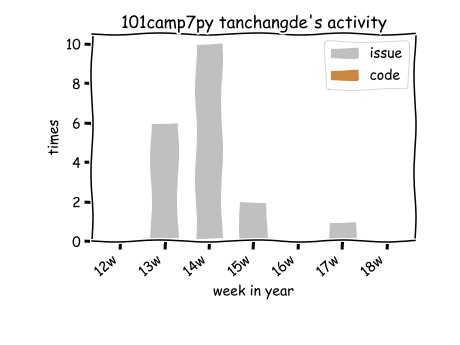 101camp7py tanchangde's activity
issue
code
times
10
8
6
4
2
0
12w 13w 14w 15w 16w 17w 18w
week in year